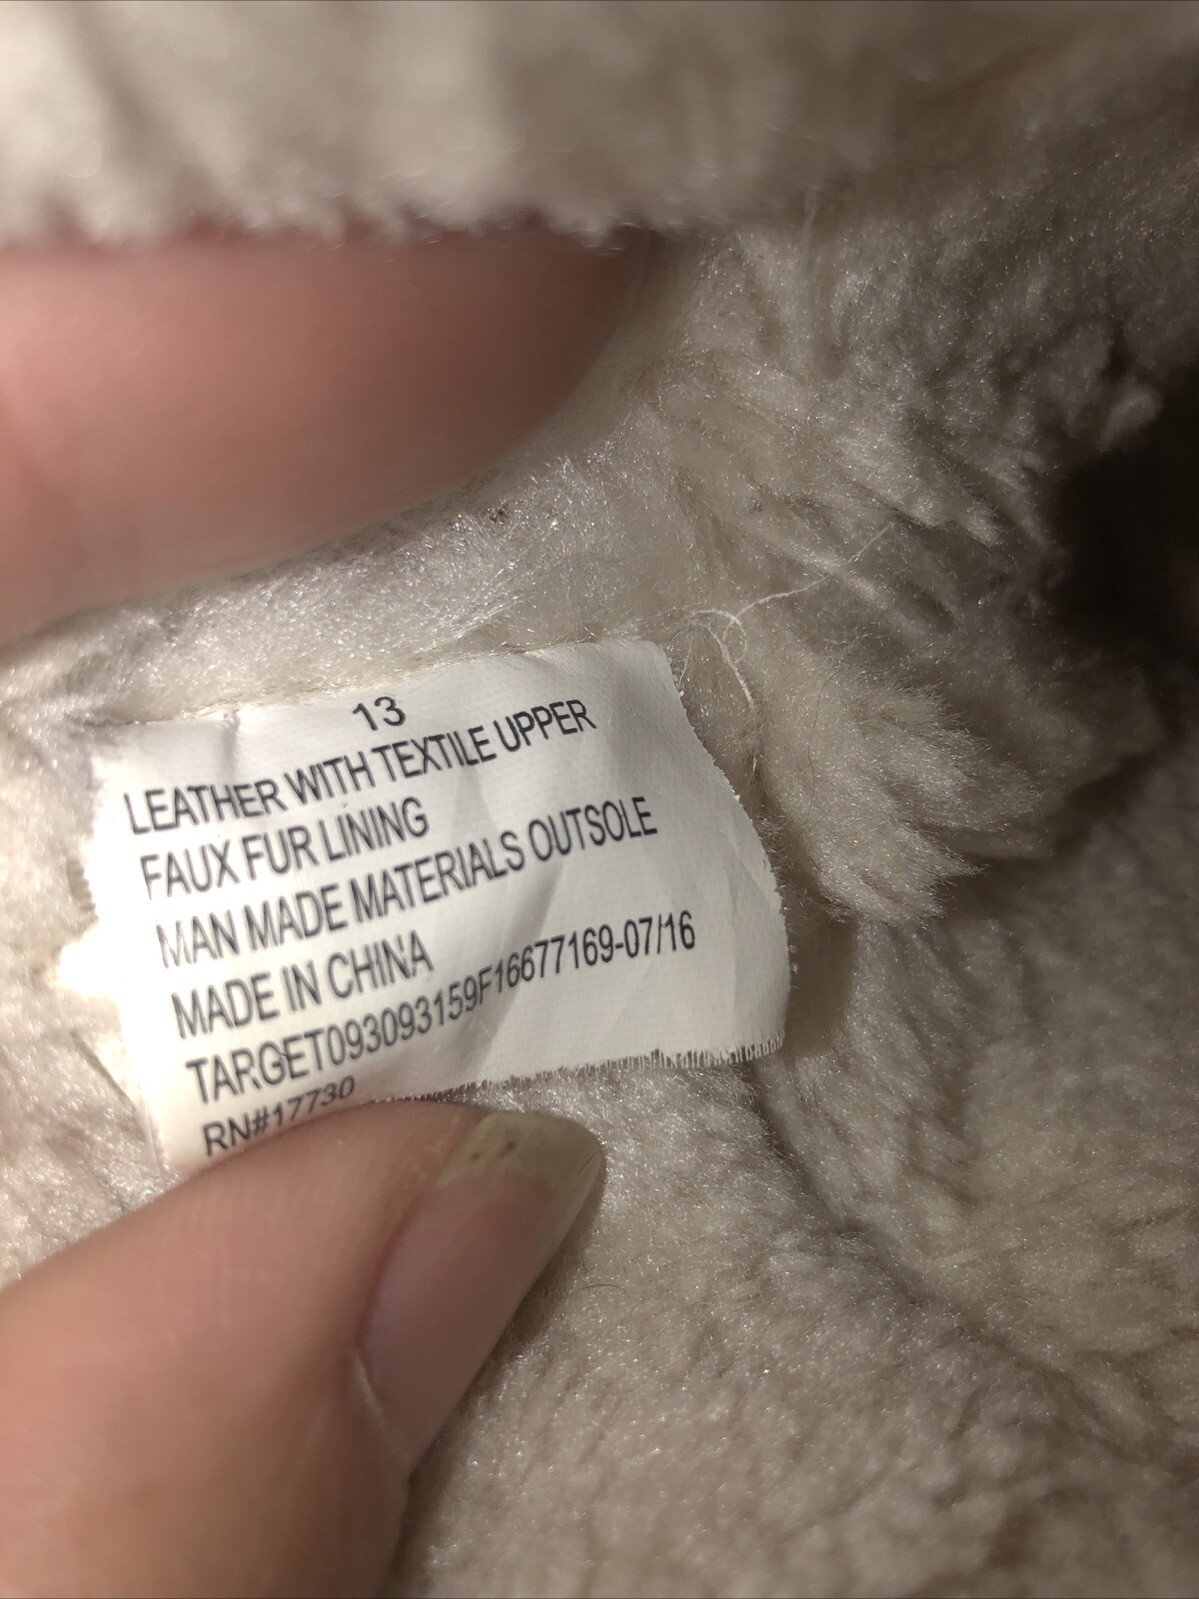 13
LEATHER WITH TEXTILE UPPER
FAUX FUR LINING
MAN MADE MATERIALS OUTSOLE
MADE IN CHINA
TARGET093093159F16677169-07/16
RN#17730